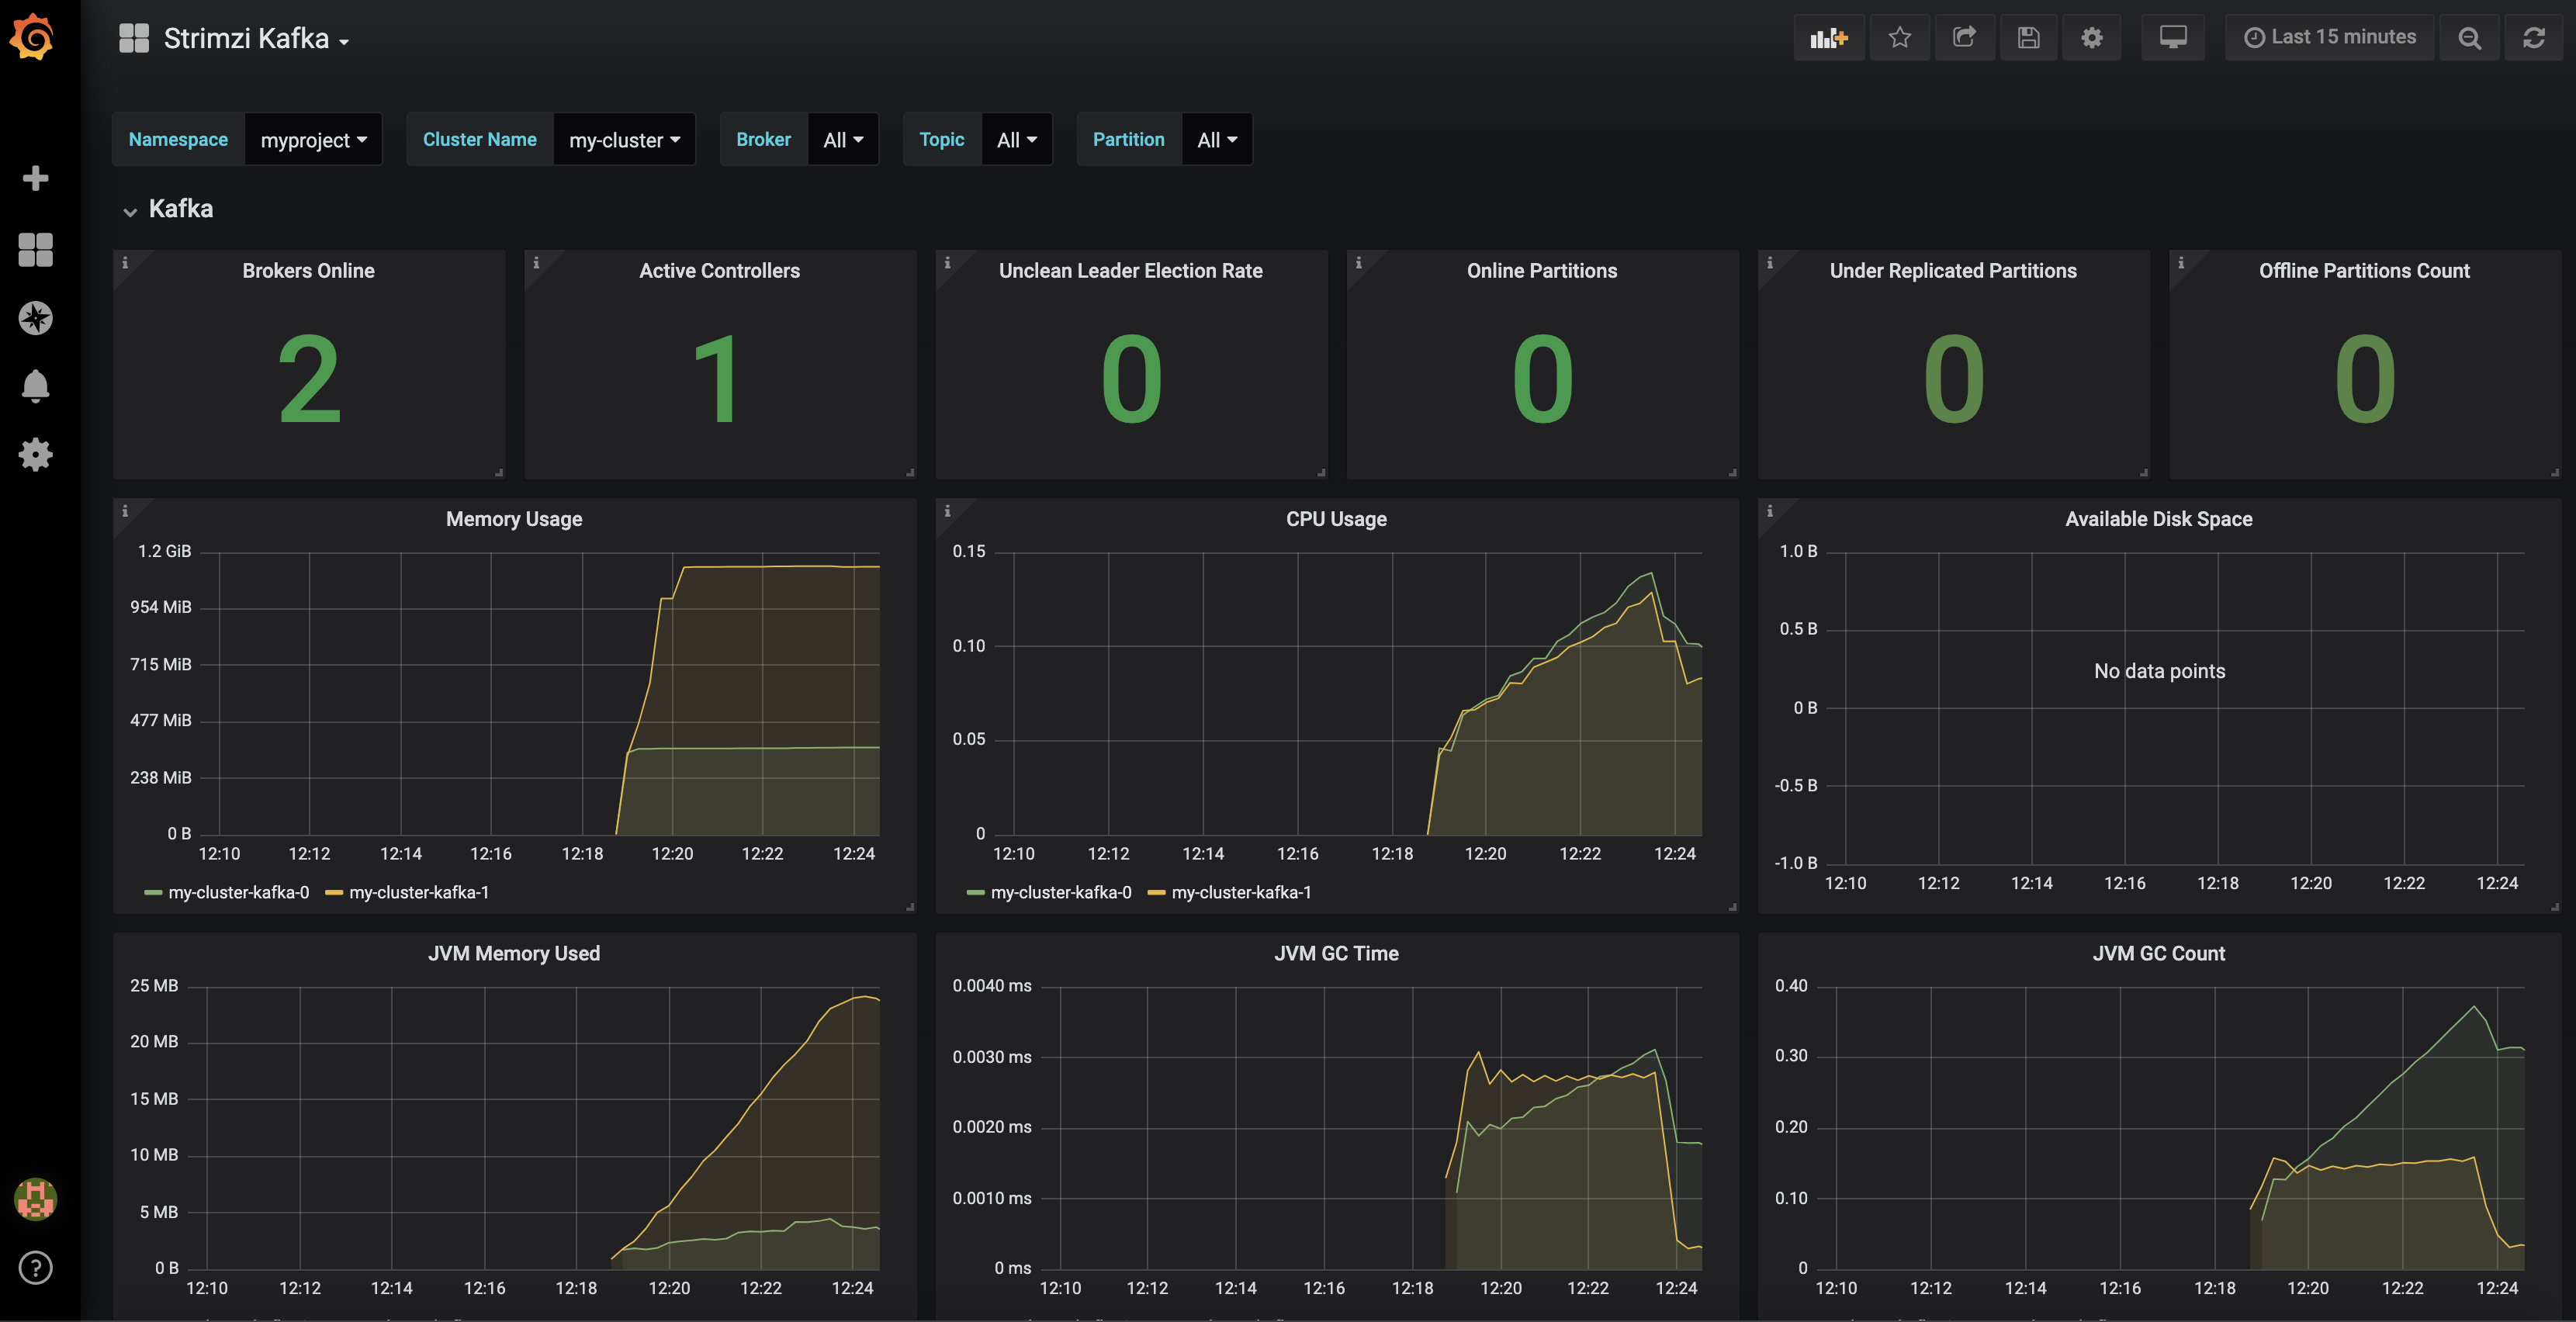 Strimzi Kafka
Last 15 minutes
Namespace myproject Cluster Name my-cluster Broker All Topic All Partition All
Kafka
Brokers Online
2
Active Controllers
1
Unclean Leader Election Rate
0
Online Partitions
0
Under Replicated Partitions
0
Offline Partitions Count
0
Memory Usage
1.2 GiB
954 MiB
715 MiB
477 MiB
238 MiB
0 B
12:10 12:12 12:14 12:16 12:18 12:20 12:22 12:24
my-cluster-kafka-0 my-cluster-kafka-1
CPU Usage
0.15
0.10
0.05
0
12:10 12:12 12:14 12:16 12:18 12:20 12:22 12:24
my-cluster-kafka-0 my-cluster-kafka-1
Available Disk Space
1.0 B
0.5 B
No data points
0 B
-0.5 B
-1.0 B
12:10 12:12 12:14 12:16 12:18 12:20 12:22 12:24
JVM Memory Used
25 MB
20 MB
15 MB
10 MB
5 MB
0 B
12:10 12:12 12:14 12:16 12:18 12:20 12:22 12:24
JVM GC Time
0.0040 ms
0.0030 ms
0.0020 ms
0.0010 ms
0 ms
12:10 12:12 12:14 12:16 12:18 12:20 12:22 12:24
JVM GC Count
0.40
0.30
0.20
0.10
0
12:10 12:12 12:14 12:16 12:18 12:20 12:22 12:24